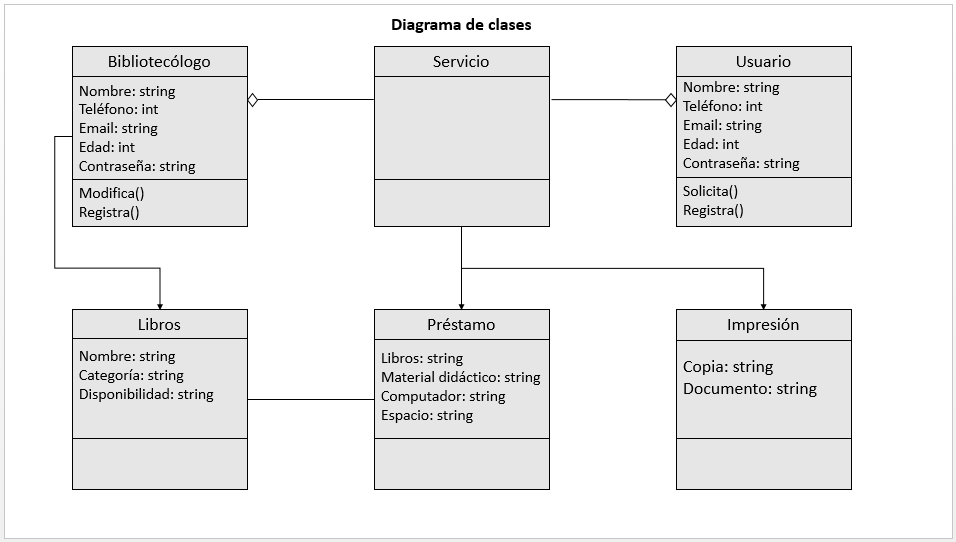 Diagrama de clases
Bibliotecólogo
Nombre: string
Teléfono: int
Email: string
Edad: int
Contraseña: string
Modifica()
Registra()
Servicio
Usuario
Nombre: string
Teléfono: int
Email: string
Edad: int
Contraseña: string
Solicita()
Registra()
Libros
Nombre: string
Categoría: string
Disponibilidad: string
Préstamo
Libros: string
Material didáctico: string
Computador: string
Espacio: string
Impresión
Copia: string
Documento: string